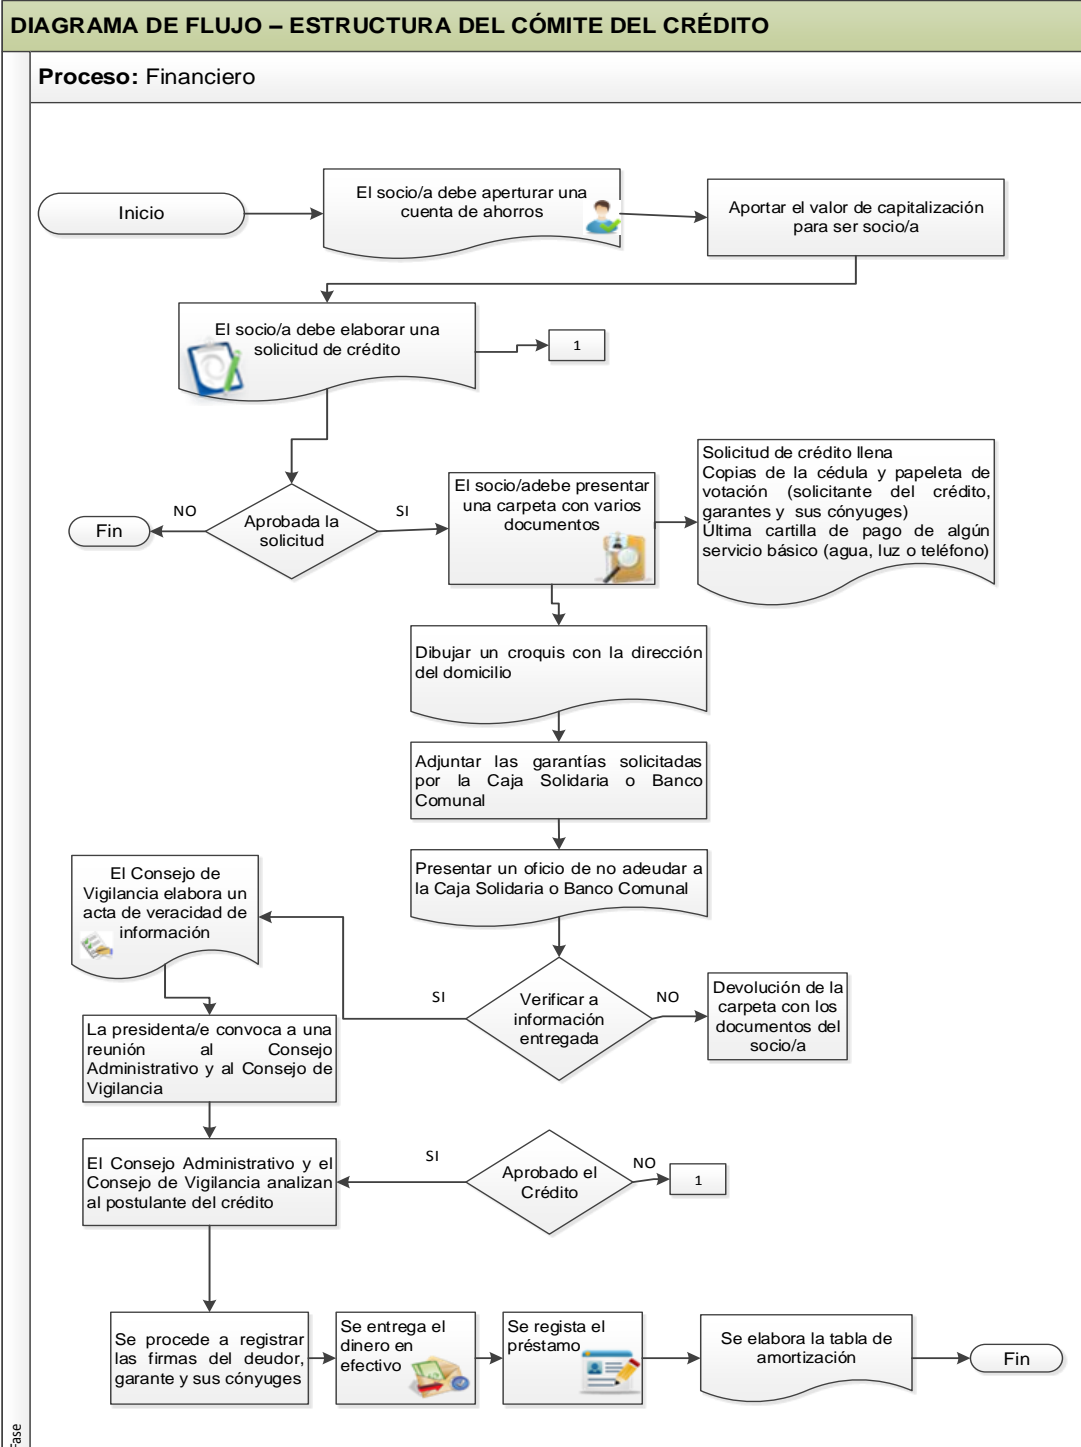 DIAGRAMA DE FLUJO – ESTRUCTURA DEL CÓMITE DEL CRÉDITO
Proceso: Financiero
Inicio
El socio/a debe aperturar una
cuenta de ahorros
Aportar el valor de capitalización
para ser socio/a
El socio/a debe elaborar una
solicitud de crédito
1
Fin
NO
Aprobada la
solicitud
SI
El socio/adebe presentar
una carpeta con varios
documentos
Solicitud de crédito llena
Copias de la cédula y papeleta de
votación (solicitante del crédito,
garantes y sus cónyuges)
Última cartilla de pago de algún
servicio básico (agua, luz o teléfono)
Dibujar un croquis con la dirección
del domicilio
Adjuntar las garantías solicitadas
por la Caja Solidaria o Banco
Comunal
Presentar un oficio de no adeudar a
la Caja Solidaria o Banco Comunal
El Consejo de
Vigilancia elabora un
acta de veracidad de
información
SI
Verificar a
información
entregada
NO
Devolución de la
carpeta con los
documentos del
socio/a
La presidenta/e convoca a una
reunión al Consejo
Administrativo y al Consejo de
Vigilancia
El Consejo Administrativo y el
Consejo de Vigilancia analizan
al postulante del crédito
SI
Aprobado el
Crédito
NO
1
Se procede a registrar
las firmas del deudor,
garante y sus cónyuges
Se entrega el
dinero en
efectivo
Se regista el
préstamo
Se elabora la tabla de
amortización
Fin
Fase